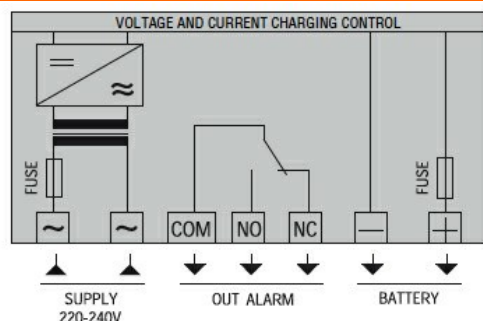 VOLTAGE AND CURRENT CHARGING CONTROL
FUSE
FUSE
~ ~ COM NO NC — +
SUPPLY
220-240V
OUT ALARM
BATTERY